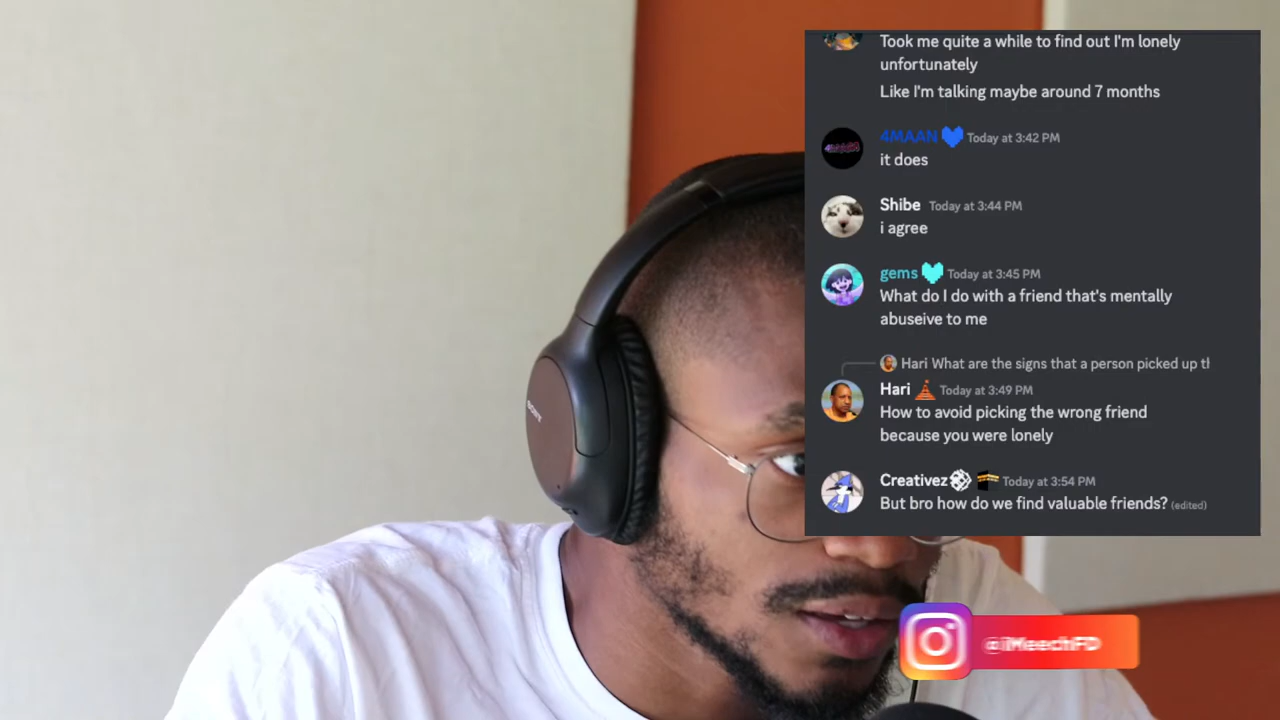 Took me quite a while to find out I'm lonely
unfortunately
Like I'm talking maybe around 7 months
4MAAN Today at 3:42 PM
it does
Shibe Today at 3:44 PM
i agree
gems Today at 3:45 PM
What do I do with a friend that's mentally
abuseive to me
Hari What are the signs that a person picked up
Hari Today at 3:49 PM
How to avoid picking the wrong friend
because you were lonely
Creativez Today at 3:54 PM
But bro how do we find valuable friends? (edited)
@iMeechFD
SONY